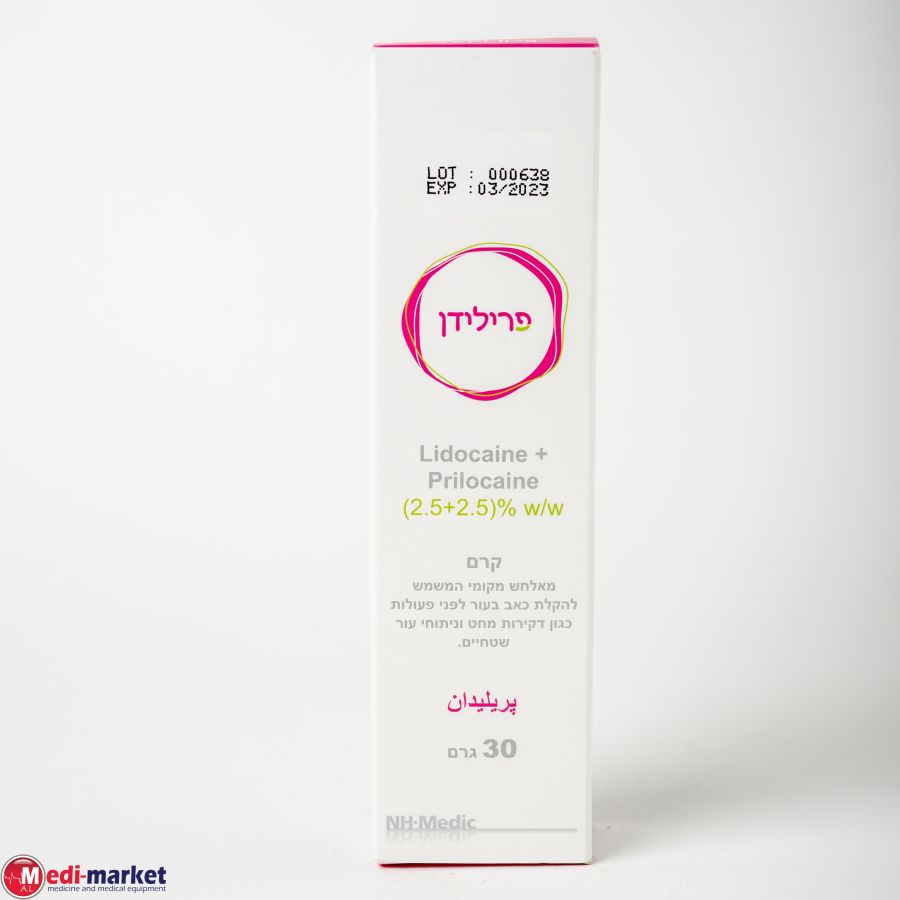 LOT : 000638
EXP :03/2023
פרילידן
Lidocaine +
Prilocaine
(2.5+2.5)% w/w
קרם
מאלחש מקומי המשמש
להקלת כאב בעור לפני פעולות
כגון דקירות מחט וניתוחי עור
שטחיים.
پريليدان
30 גרם
NH-Medic
Medi-market
A.L
medicine and medical equipment